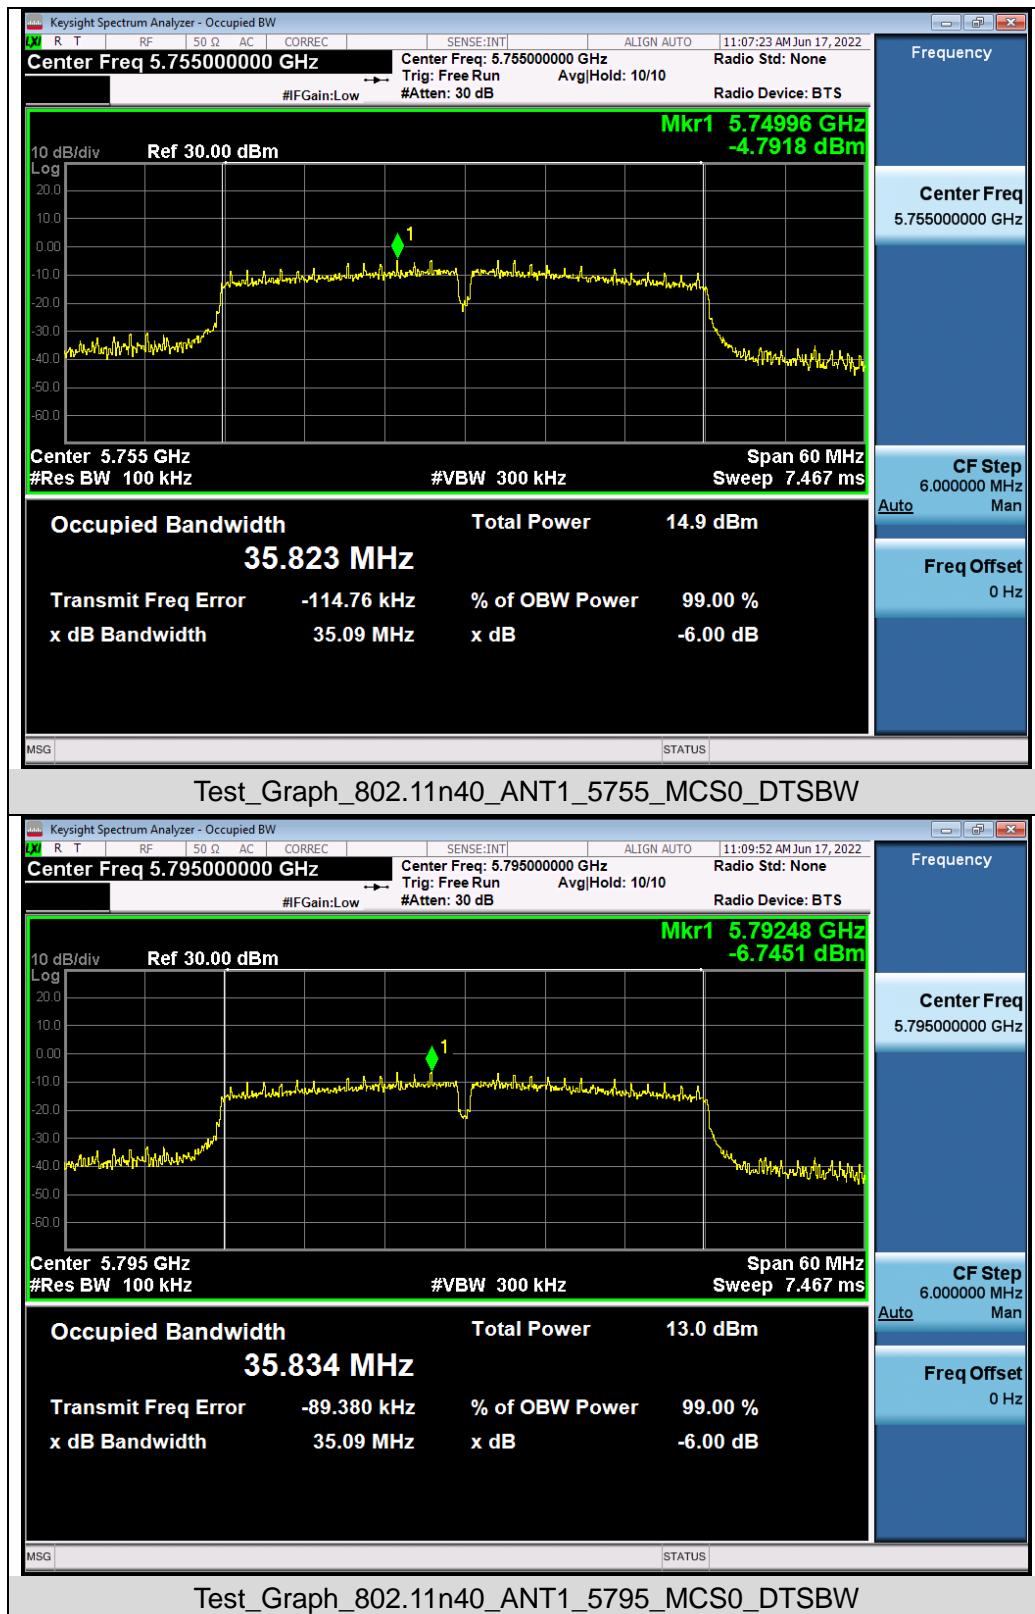 Keysight Spectrum Analyzer - Occupied BW
LXI R T RF 50 Ω AC CORREC SENSE:INT ALIGN AUTO 11:07:23 AM Jun 17, 2022
Center Freq 5.755000000 GHz
Center Freq: 5.755000000 GHz
Radio Std: None
Trig: Free Run Avg|Hold: 10/10
#IFGain:Low #Atten: 30 dB Radio Device: BTS
Frequency
Mkr1 5.74996 GHz
-4.7918 dBm
10 dB/div Ref 30.00 dBm
Log
20.0
10.0
0.00
-10.0
-20.0
-30.0
-40.0
-50.0
-60.0
1
Center 5.755 GHz Span 60 MHz
#Res BW 100 kHz #VBW 300 kHz Sweep 7.467 ms
Center Freq
5.755000000 GHz
CF Step
6.000000 MHz
Auto Man
Freq Offset
0 Hz
Occupied Bandwidth Total Power 14.9 dBm
35.823 MHz
Transmit Freq Error -114.76 kHz % of OBW Power 99.00 %
x dB Bandwidth 35.09 MHz x dB -6.00 dB
MSG STATUS
Test_Graph_802.11n40_ANT1_5755_MCS0_DTSBW
Keysight Spectrum Analyzer - Occupied BW
LXI R T RF 50 Ω AC CORREC SENSE:INT ALIGN AUTO 11:09:52 AM Jun 17, 2022
Center Freq 5.795000000 GHz
Center Freq: 5.795000000 GHz
Radio Std: None
Trig: Free Run Avg|Hold: 10/10
#IFGain:Low #Atten: 30 dB Radio Device: BTS
Frequency
Mkr1 5.79248 GHz
-6.7451 dBm
10 dB/div Ref 30.00 dBm
Log
20.0
10.0
0.00
-10.0
-20.0
-30.0
-40.0
-50.0
-60.0
1
Center 5.795 GHz Span 60 MHz
#Res BW 100 kHz #VBW 300 kHz Sweep 7.467 ms
Center Freq
5.795000000 GHz
CF Step
6.000000 MHz
Auto Man
Freq Offset
0 Hz
Occupied Bandwidth Total Power 13.0 dBm
35.834 MHz
Transmit Freq Error -89.380 kHz % of OBW Power 99.00 %
x dB Bandwidth 35.09 MHz x dB -6.00 dB
MSG STATUS
Test_Graph_802.11n40_ANT1_5795_MCS0_DTSBW